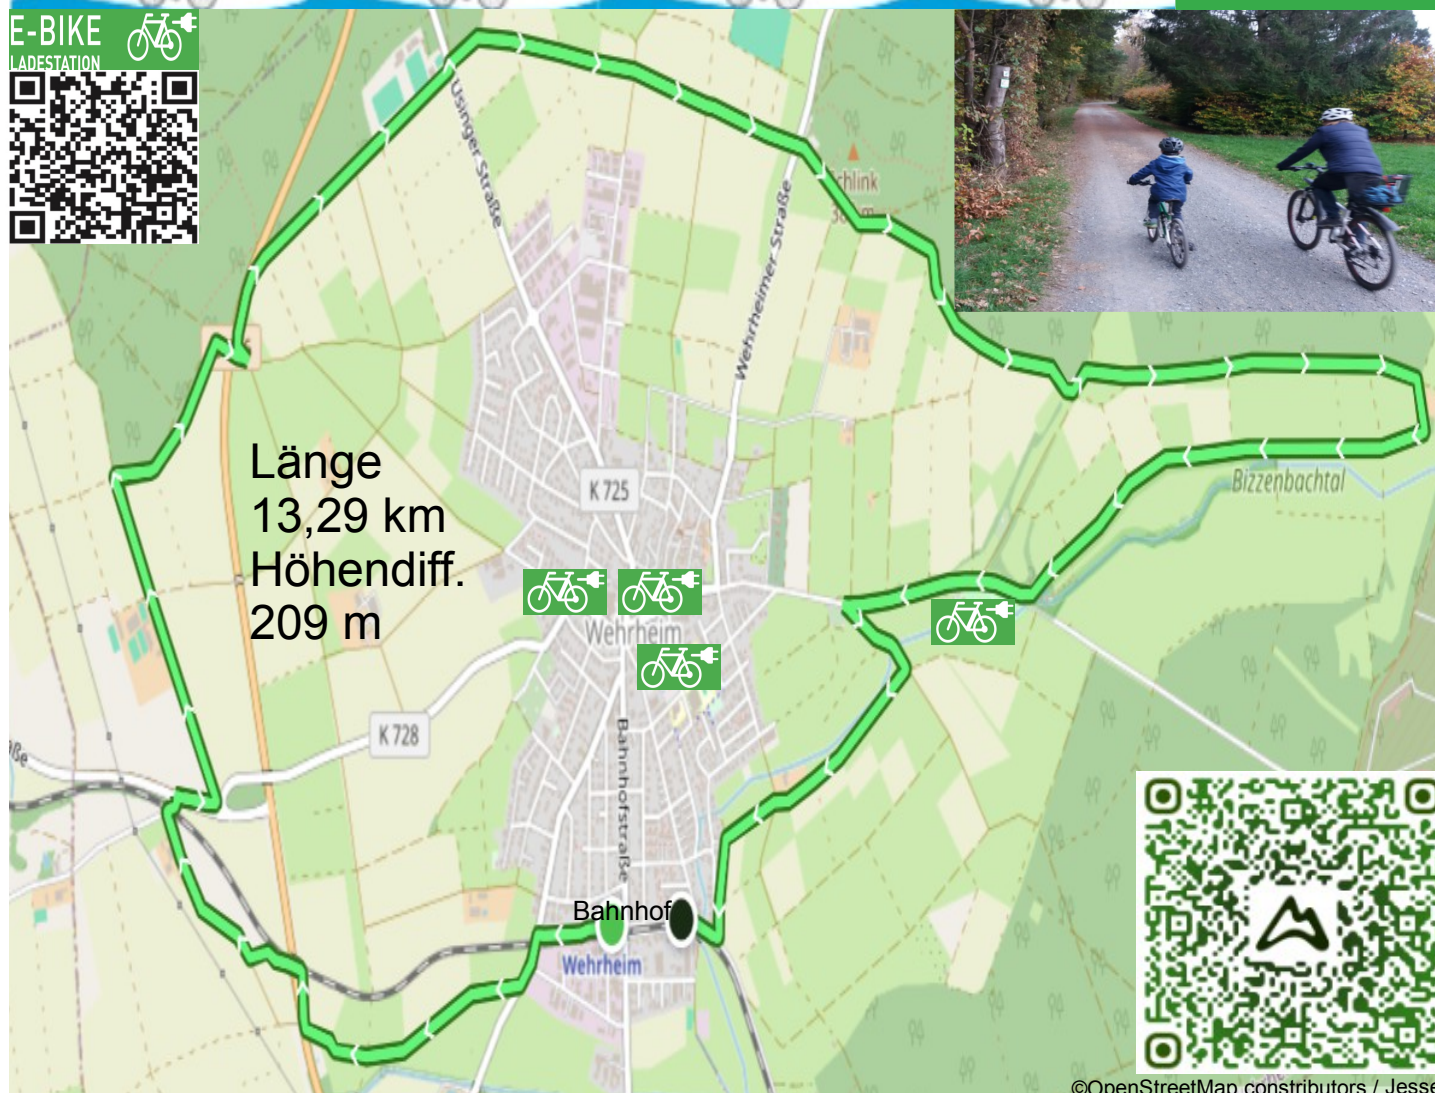 E-BIKE
LADESTATION
Usinger Straße
Wehrheimer Straße
Länge
13,29 km
Höhendiff.
209 m
K 725
Bizzenbachtal
Wehrheim
K 728
Bahnhofstraße
Bahnhof
Wehrheim
©OpenStreetMap constributors / Jesse